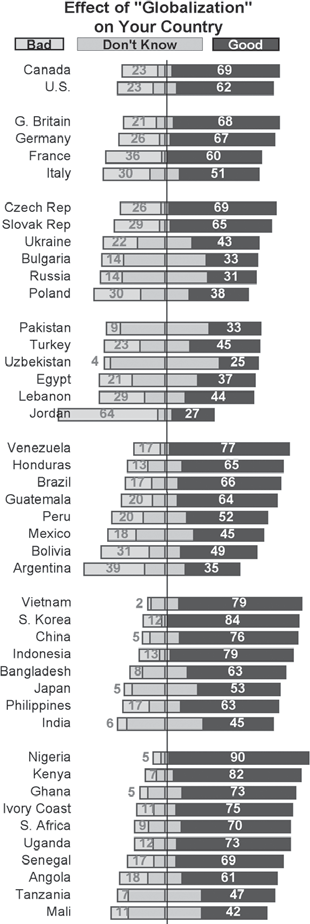 Effect of "Globalization"
on Your Country
Bad Don't Know Good
Canada 23 69
U.S. 23 62
G. Britain 21 68
Germany 26 67
France 36 60
Italy 30 51
Czech Rep 26 69
Slovak Rep 29 65
Ukraine 22 43
Bulgaria 14 33
Russia 14 31
Poland 30 38
Pakistan 9 33
Turkey 23 45
Uzbekistan 4 25
Egypt 21 37
Lebanon 29 44
Jordan 64 27
Venezuela 17 77
Honduras 13 65
Brazil 17 66
Guatemala 20 64
Peru 20 52
Mexico 18 45
Bolivia 31 49
Argentina 39 35
Vietnam 2 79
S. Korea 12 84
China 5 76
Indonesia 13 79
Bangladesh 8 63
Japan 5 53
Philippines 17 63
India 6 45
Nigeria 5 90
Kenya 7 82
Ghana 5 73
Ivory Coast 11 75
S. Africa 9 70
Uganda 12 73
Senegal 17 69
Angola 18 61
Tanzania 7 47
Mali 11 42